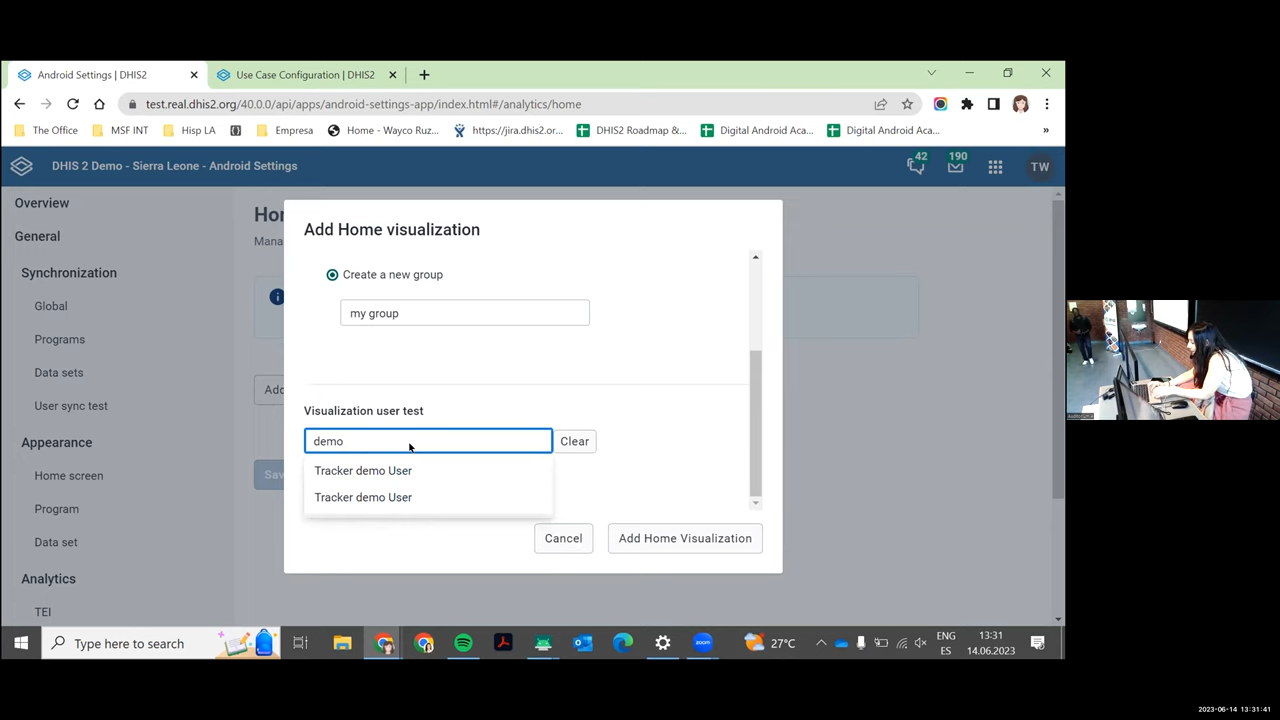 Android Settings | DHIS2
Use Case Configuration | DHIS2
test.real.dhis2.org/40.0.0/api/apps/android-settings-app/index.html#/analytics/home
The Office
MSF INT
Hisp LA
Empresa
Home - Wayco Ruz...
https://jira.dhis2.or...
DHIS2 Roadmap &...
Digital Android Aca...
Digital Android Aca...
»
DHIS 2 Demo - Sierra Leone - Android Settings
42
190
TW
Overview
General
Synchronization
Global
Programs
Data sets
User sync test
Appearance
Home screen
Program
Data set
Analytics
TEI
Hor
Mana
Add
Sav
Add Home visualization
Create a new group
my group
Visualization user test
demo
Clear
Tracker demo User
Tracker demo User
Cancel
Add Home Visualization
Type here to search
zoom
27°C
ENG
ES
13:31
14.06.2023
2023-06-14 13:31:41